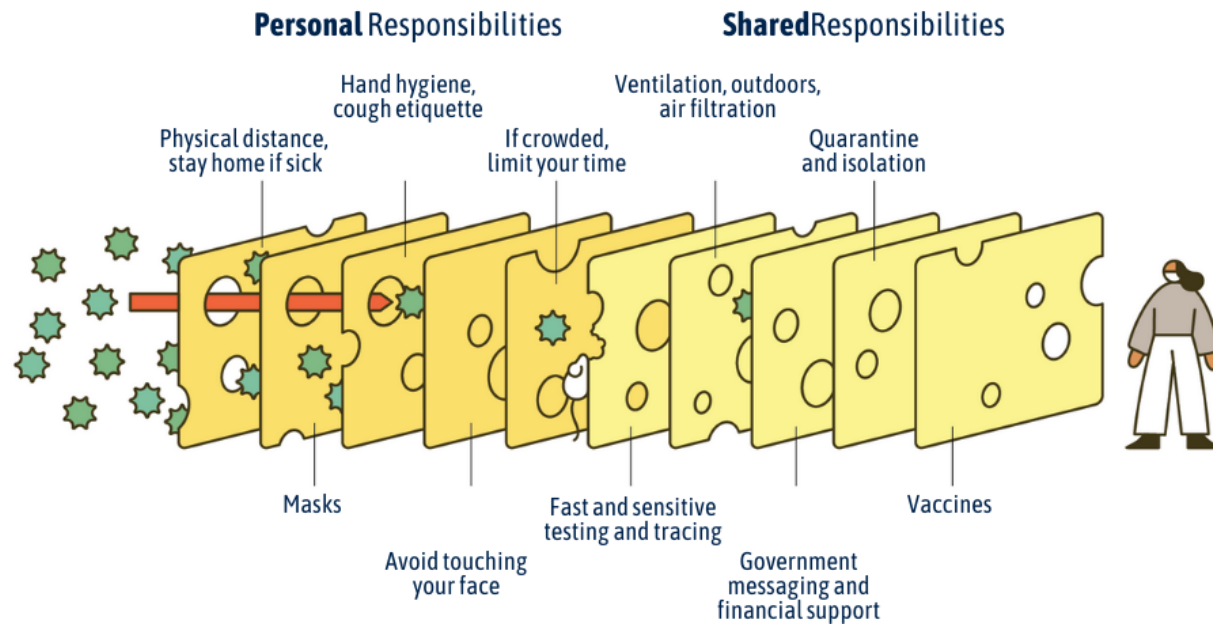 Personal Responsibilities
SharedResponsibilities
Hand hygiene,
cough etiquette
Ventilation, outdoors,
air filtration
Physical distance,
stay home if sick
If crowded,
limit your time
Quarantine
and isolation
Masks
Fast and sensitive
testing and tracing
Vaccines
Avoid touching
your face
Government
messaging and
financial support